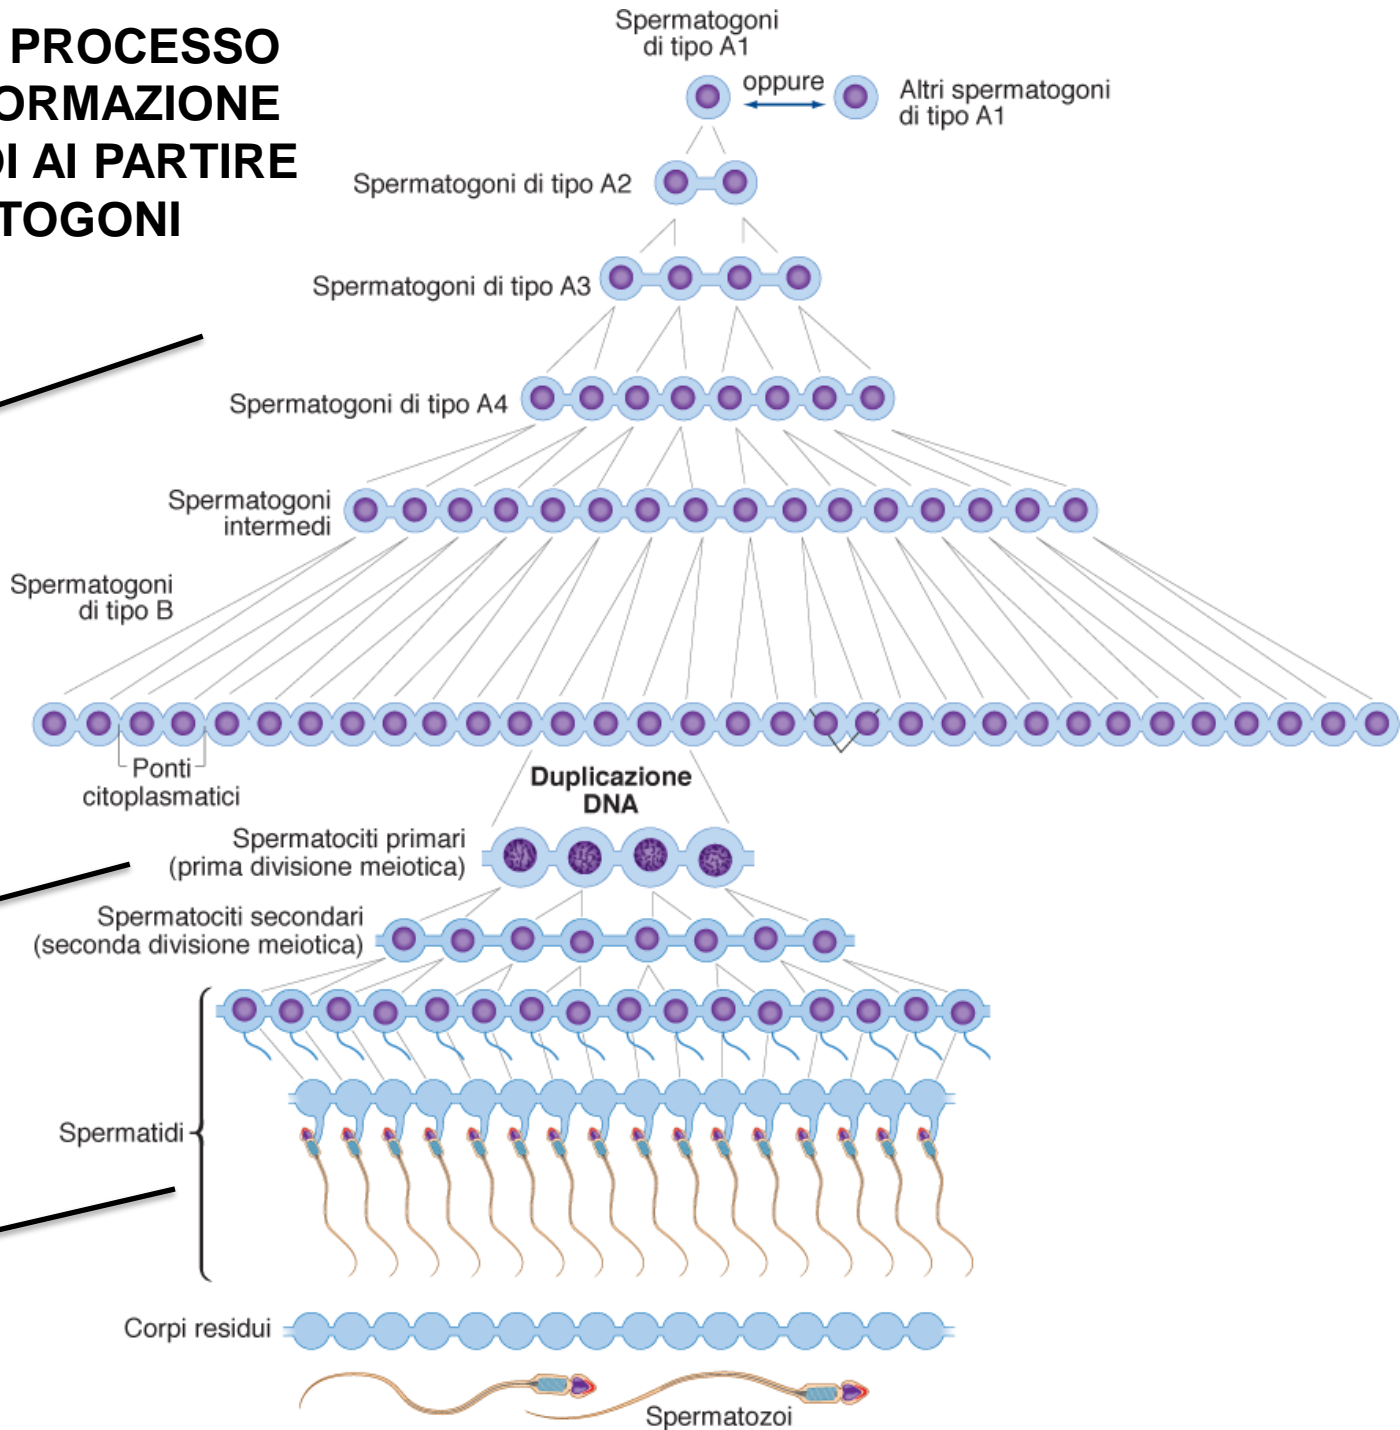 PROCESSO
ORMAZIONE
DI AI PARTIRE
TOGONI
Spermatogoni
di tipo A1
oppure
Altri spermatogoni
di tipo A1
Spermatogoni di tipo A2
Spermatogoni di tipo A3
Spermatogoni di tipo A4
Spermatogoni
intermedi
Spermatogoni
di tipo B
Ponti
citoplasmatici
Duplicazione
DNA
Spermatociti primari
(prima divisione meiotica)
Spermatociti secondari
(seconda divisione meiotica)
Spermatidi
Corpi residui
Spermatozoi